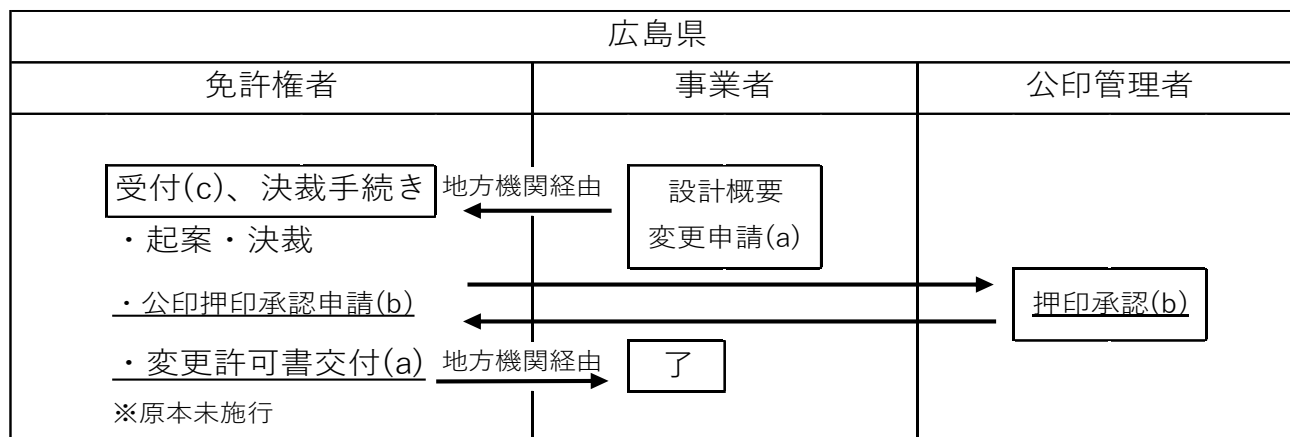 広島県
免許権者
事業者
公印管理者
受付(c)、決裁手続き
地方機関経由
設計概要
変更申請(a)
・起案・決裁
・公印押印承認申請(b)
押印承認(b)
・変更許可書交付(a)
地方機関経由
了
※原本未施行